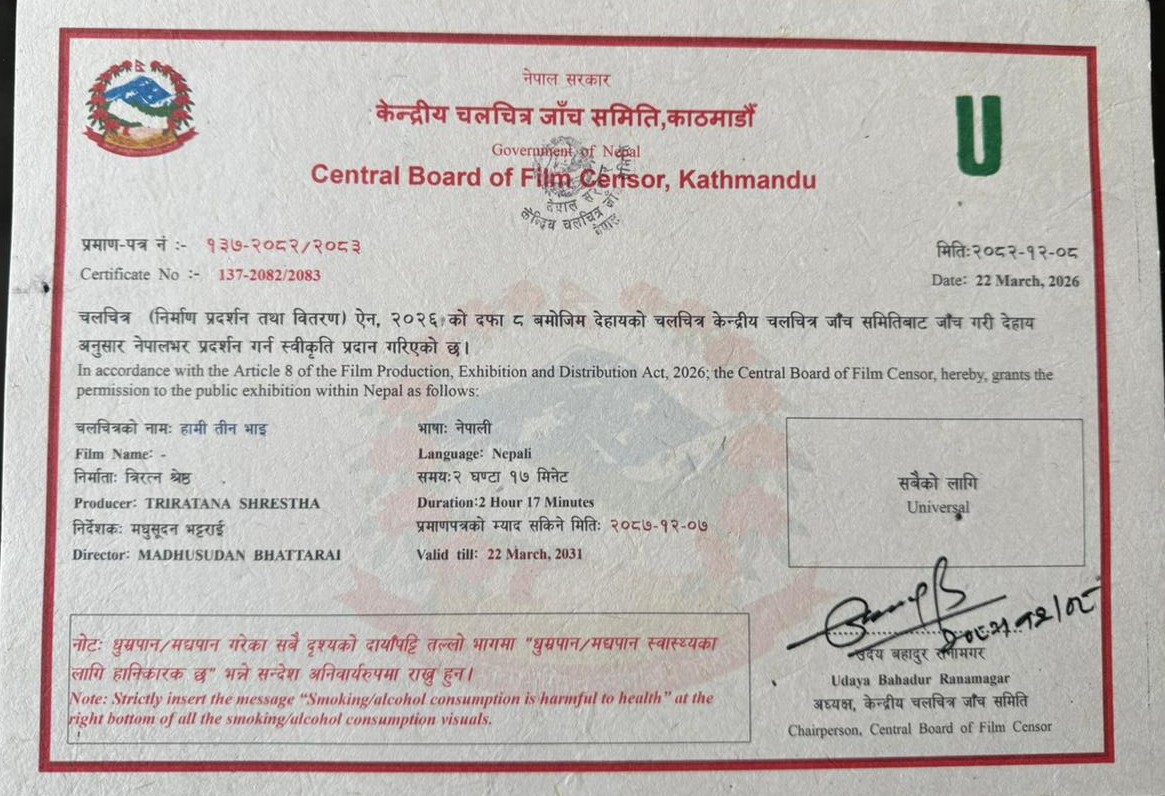 नेपाल सरकार
केन्द्रीय चलचित्र जाँच समिति,काठमाडौँ
Government of Nepal
Central Board of Film Censor, Kathmandu
U
नेपाल सरकार
केन्द्रिय चलचित्र जाँच समिति
नेपाल
प्रमाण-पत्र नं :- १३७-२०८२/२०८३
Certificate No :- 137-2082/2083
मिति:२०८२-१२-०८
Date: 22 March, 2026
चलचित्र (निर्माण प्रदर्शन तथा वितरण) ऐन, २०२६ को दफा ८ बमोजिम देहायको चलचित्र केन्द्रीय चलचित्र जाँच समितिबाट जाँच गरी देहाय
अनुसार नेपालभर प्रदर्शन गर्न स्वीकृति प्रदान गरिएको छ।
In accordance with the Article 8 of the Film Production, Exhibition and Distribution Act, 2026; the Central Board of Film Censor, hereby, grants the
permission to the public exhibition within Nepal as follows:
चलचित्रको नाम: हामी तीन भाइ
Film Name: -
निर्माता: त्रिरत्न श्रेष्ठ
Producer: TRIRATANA SHRESTHA
निर्देशक: मधुसूदन भट्टराई
Director: MADHUSUDAN BHATTARAI
भाषा: नेपाली
Language: Nepali
समय:२ घण्टा १७ मिनेट
Duration:2 Hour 17 Minutes
प्रमाणपत्रको म्याद सकिने मिति: २०८७-१२-०७
Valid till: 22 March, 2031
सबैको लागि
Universal
नोट: धुम्रपान/मद्यपान गरेका सबै दृश्यको दायाँपट्टि तल्लो भागमा "धुम्रपान/मद्यपान स्वास्थ्यका
लागि हानिकारक छ" भन्ने सन्देश अनिवार्यरुपमा राख्नु हुन।
Note: Strictly insert the message “Smoking/alcohol consumption is harmful to health” at the
right bottom of all the smoking/alcohol consumption visuals.
उदय बहादुर रानामगर
Udaya Bahadur Ranamagar
अध्यक्ष, केन्द्रीय चलचित्र जाँच समिति
Chairperson, Central Board of Film Censor